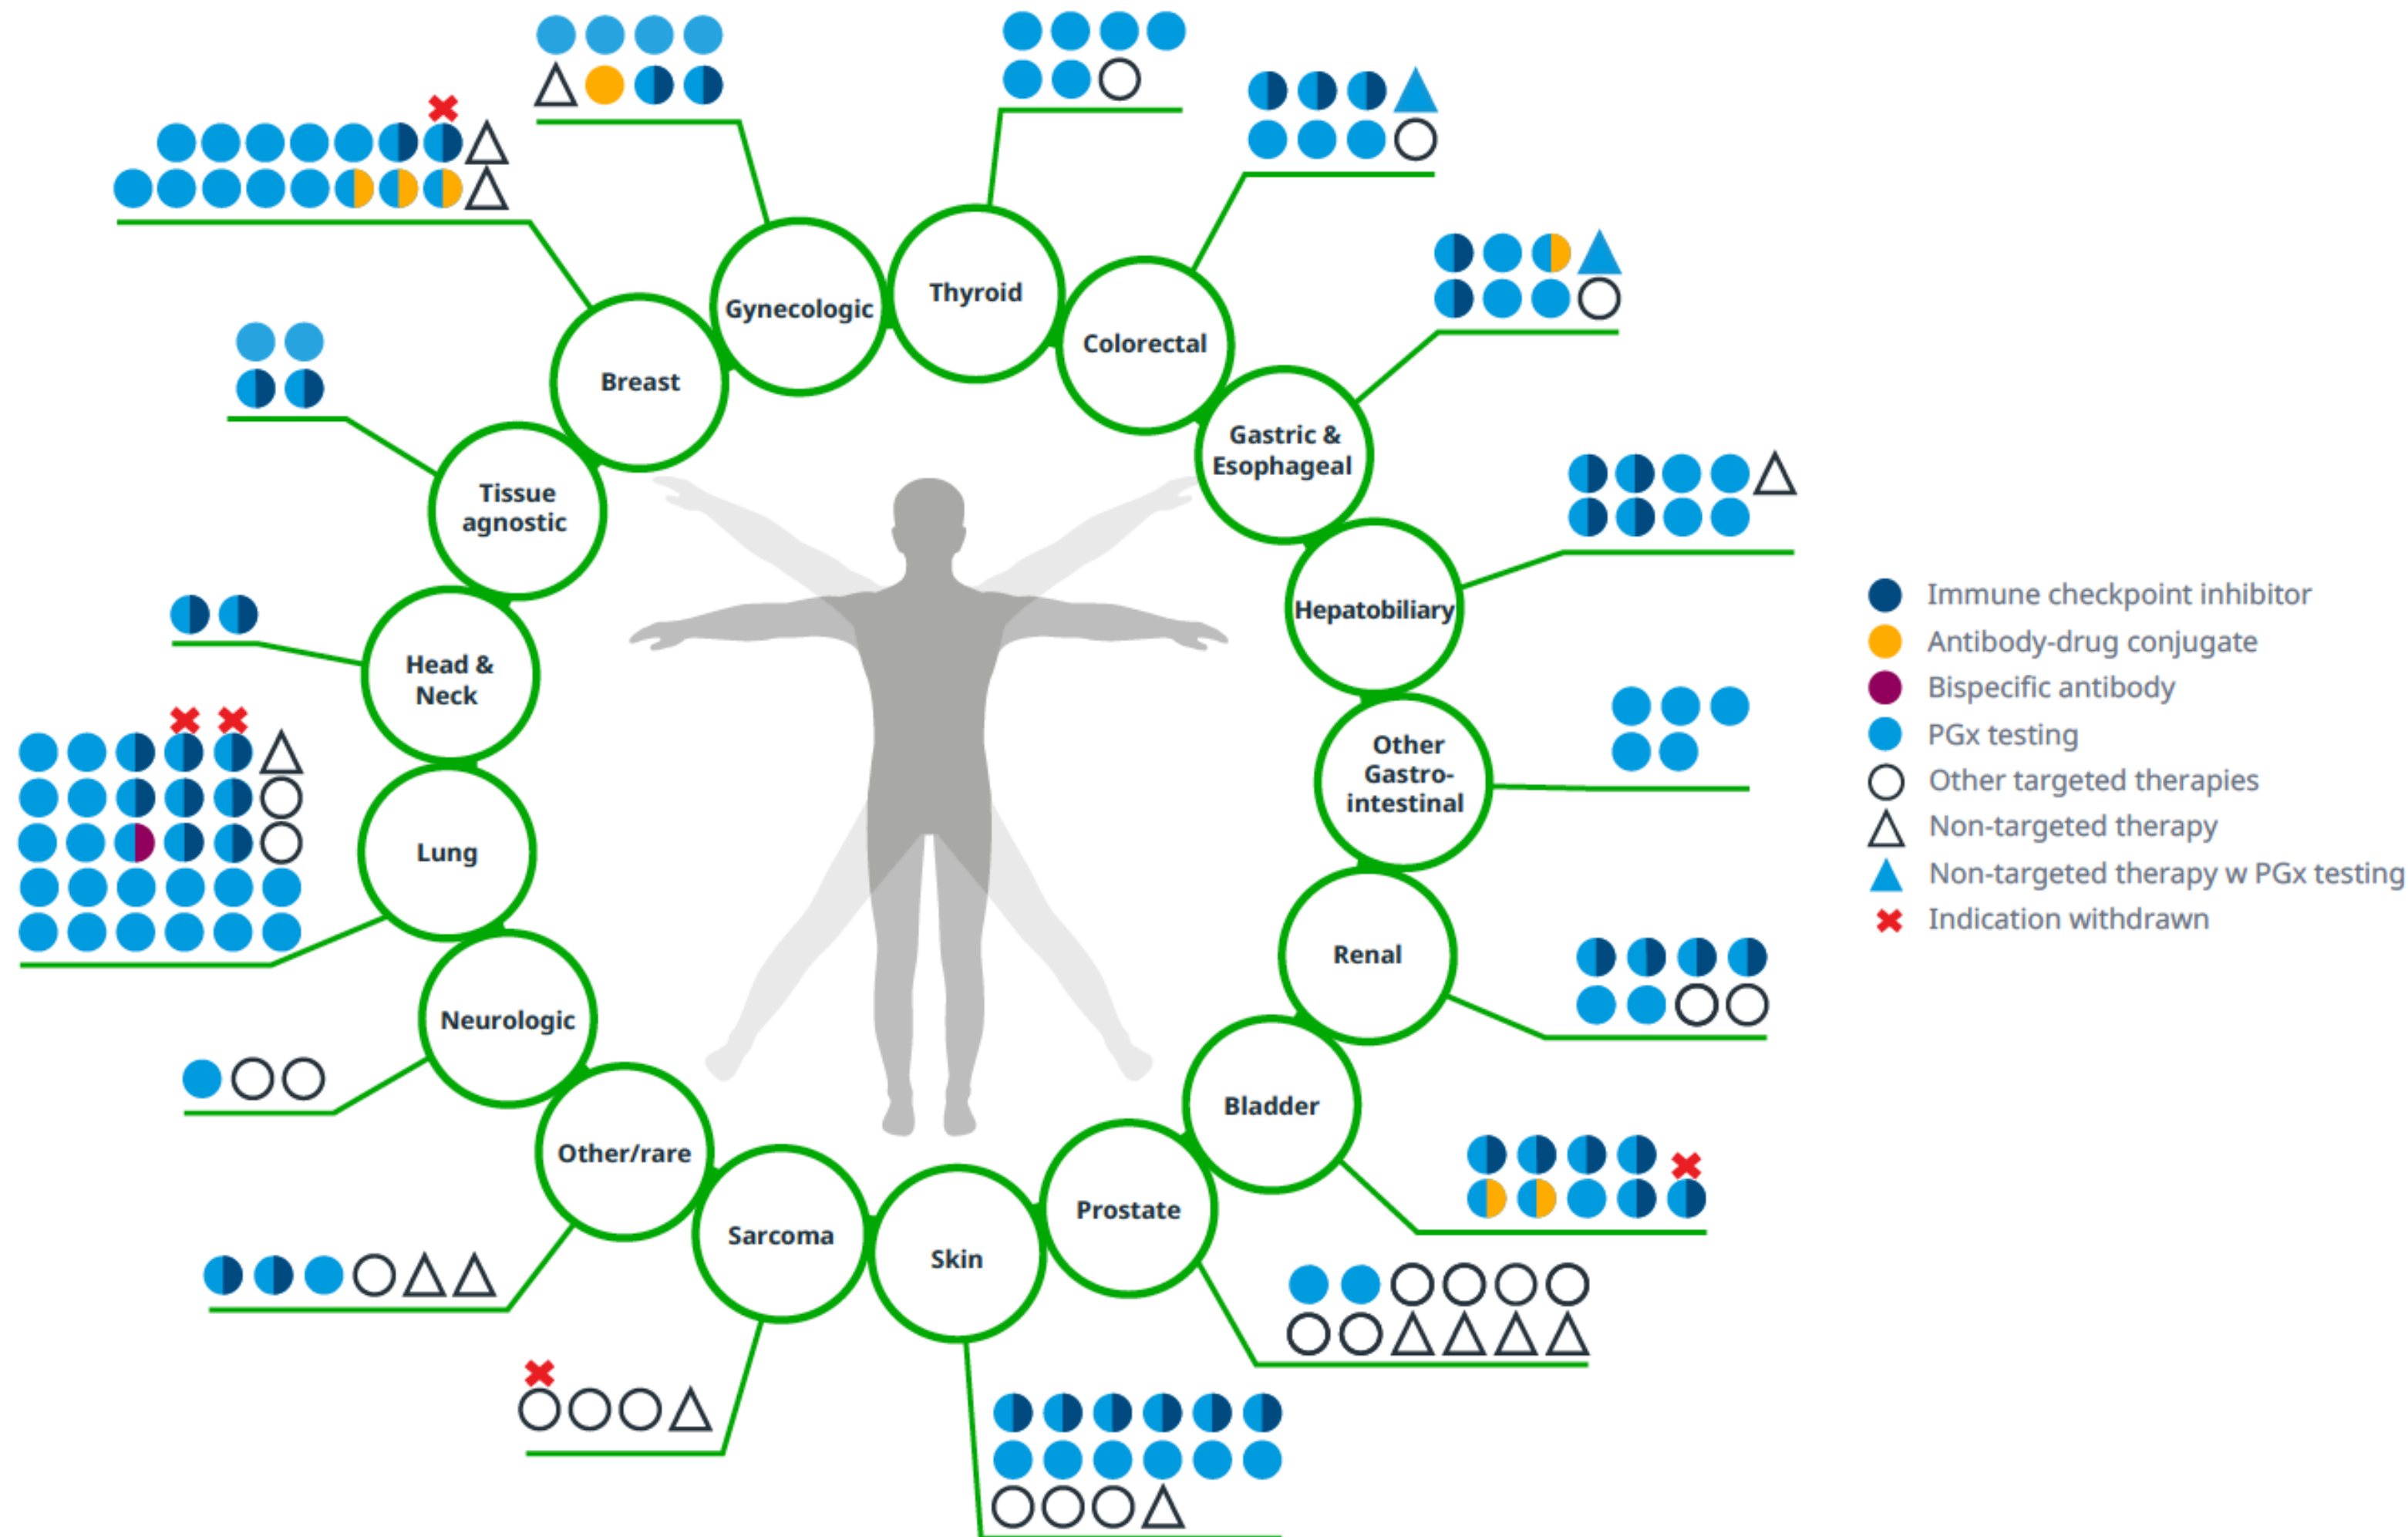 Gynecologic
Thyroid
Colorectal
Breast
Gastric &
Esophageal
Tissue
agnostic
Hepatobiliary
Head &
Neck
Other
Gastro-
intestinal
Lung
Renal
Neurologic
Bladder
Other/rare
Prostate
Sarcoma
Skin
Immune checkpoint inhibitor
Antibody-drug conjugate
Bispecific antibody
PGx testing
Other targeted therapies
Non-targeted therapy
Non-targeted therapy w PGx testing
Indication withdrawn